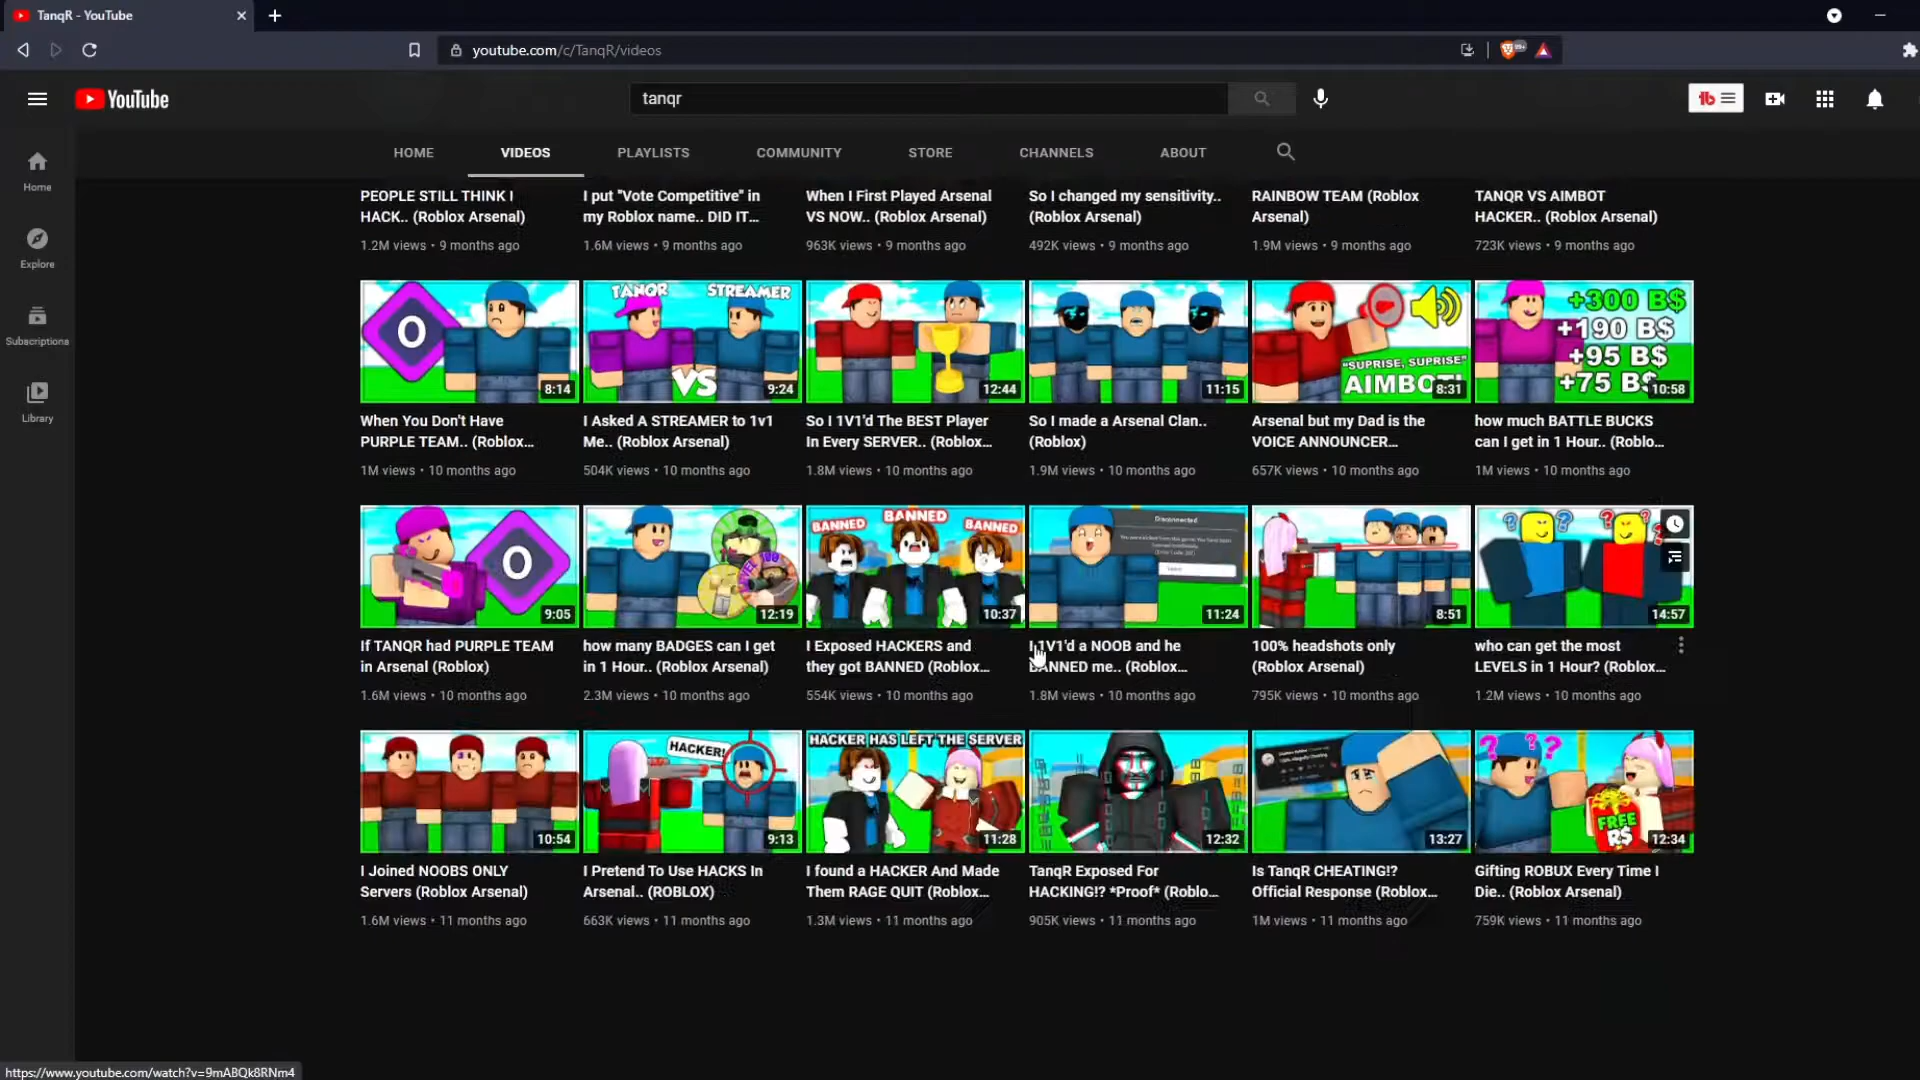 TanqR - YouTube
youtube.com/c/TanqR/videos
99+
YouTube
tanqr
HOME
VIDEOS
PLAYLISTS
COMMUNITY
STORE
CHANNELS
ABOUT
Home
Explore
Subscriptions
Library
PEOPLE STILL THINK I
HACK.. (Roblox Arsenal)
1.2M views • 9 months ago
I put "Vote Competitive" in
my Roblox name.. DID IT...
1.6M views • 9 months ago
When I First Played Arsenal
VS NOW.. (Roblox Arsenal)
963K views • 9 months ago
So I changed my sensitivity..
(Roblox Arsenal)
492K views • 9 months ago
RAINBOW TEAM (Roblox
Arsenal)
1.9M views • 9 months ago
TANQR VS AIMBOT
HACKER.. (Roblox Arsenal)
723K views • 9 months ago
O
8:14
When You Don't Have
PURPLE TEAM.. (Roblox...
1M views • 10 months ago
TANQR STREAMER
VS
9:24
I Asked A STREAMER to 1v1
Me.. (Roblox Arsenal)
504K views • 10 months ago
12:44
So I 1V1'd The BEST Player
In Every SERVER.. (Roblox...
1.8M views • 10 months ago
11:15
So I made a Arsenal Clan..
(Roblox)
1.9M views • 10 months ago
"SUPRISE, SUPRISE"
AIMBOT!
8:31
Arsenal but my Dad is the
VOICE ANNOUNCER...
657K views • 10 months ago
+300 B$
+190 B$
+95 B$
+75 B$
10:58
how much BATTLE BUCKS
can I get in 1 Hour.. (Roblo...
1M views • 10 months ago
O
9:05
If TANQR had PURPLE TEAM
in Arsenal (Roblox)
1.6M views • 10 months ago
100
12:19
how many BADGES can I get
in 1 Hour.. (Roblox Arsenal)
2.3M views • 10 months ago
BANNED BANNED BANNED
10:37
I Exposed HACKERS and
they got BANNED (Roblox...
554K views • 10 months ago
Disconnected
11:24
I 1V1'd a NOOB and he
BANNED me.. (Roblox...
1.8M views • 10 months ago
8:51
100% headshots only
(Roblox Arsenal)
795K views • 10 months ago
14:57
who can get the most
LEVELS in 1 Hour? (Roblox...
1.2M views • 10 months ago
10:54
I Joined NOOBS ONLY
Servers (Roblox Arsenal)
1.6M views • 11 months ago
HACKER!
9:13
I Pretend To Use HACKS In
Arsenal.. (ROBLOX)
663K views • 11 months ago
HACKER HAS LEFT THE SERVER
11:28
I found a HACKER And Made
Them RAGE QUIT (Roblox...
1.3M views • 11 months ago
12:32
TanqR Exposed For
HACKING!? *Proof* (Roblo...
905K views • 11 months ago
13:27
Is TanqR CHEATING!?
Official Response (Roblox...
1M views • 11 months ago
FREE
R$
12:34
Gifting ROBUX Every Time I
Die.. (Roblox Arsenal)
759K views • 11 months ago
https://www.youtube.com/watch?v=9mABQk8RNm4